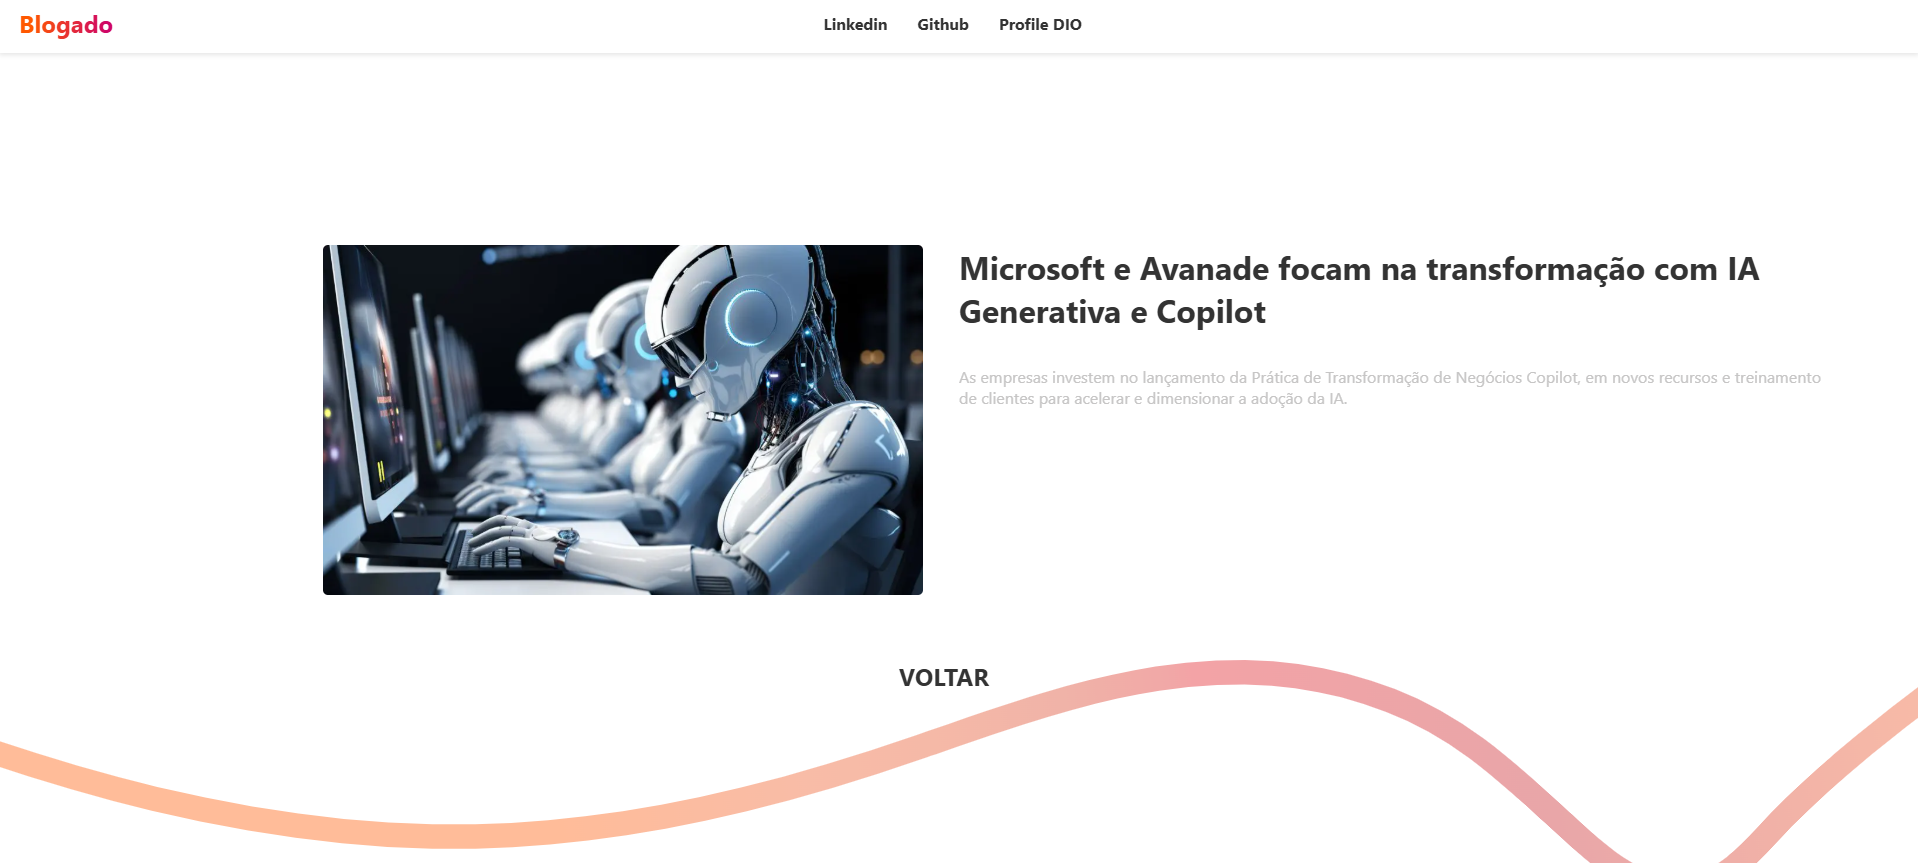 Blogado
Linkedin Github Profile DIO
Microsoft e Avanade focam na transformação com IA
Generativa e Copilot
As empresas investem no lançamento da Prática de Transformação de Negócios Copilot, em novos recursos e treinamento
de clientes para acelerar e dimensionar a adoção da IA.
VOLTAR